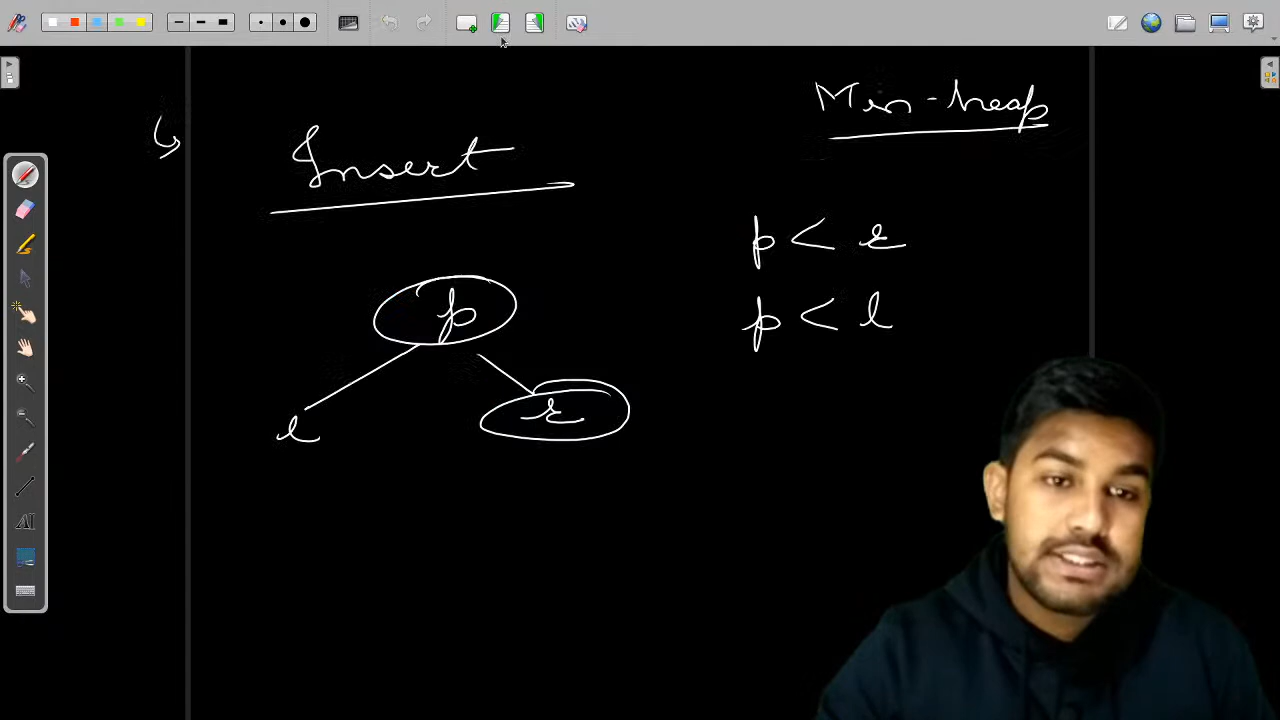 Min-heap
Insert
p < r
p < l
p
l
r